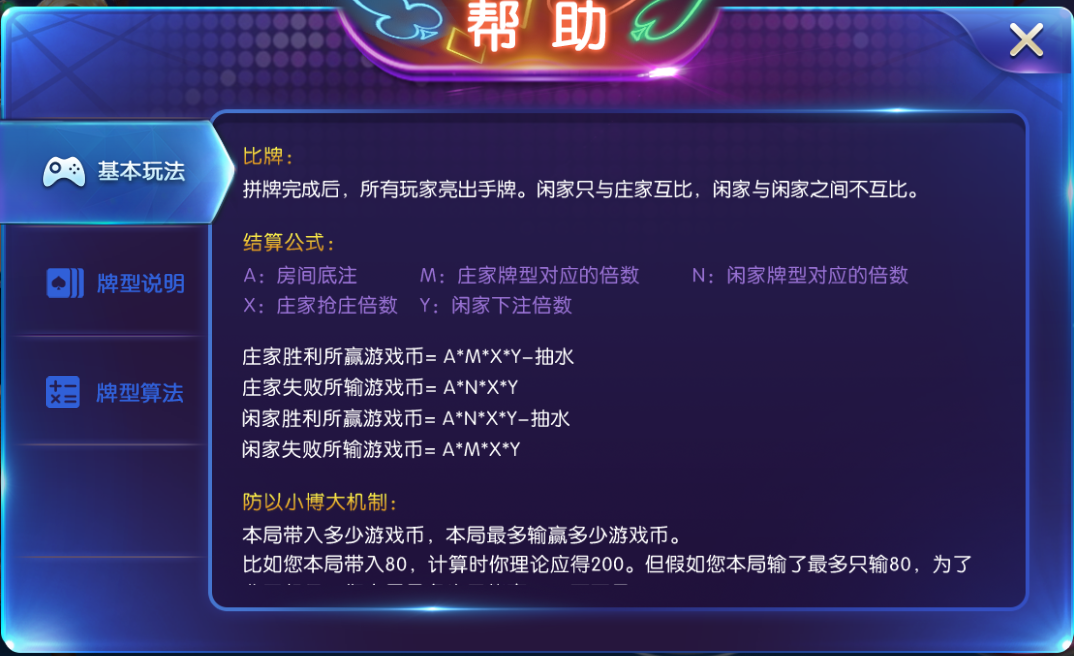 帮助
基本玩法
牌型说明
牌型算法
比牌：
拼牌完成后，所有玩家亮出手牌。闲家只与庄家互比，闲家与闲家之间不互比。
结算公式：
A：房间底注 M：庄家牌型对应的倍数 N：闲家牌型对应的倍数
X：庄家抢庄倍数 Y：闲家下注倍数
庄家胜利所赢游戏币= A*M*X*Y-抽水
庄家失败所输游戏币= A*N*X*Y
闲家胜利所赢游戏币= A*N*X*Y-抽水
闲家失败所输游戏币= A*M*X*Y
防以小博大机制：
本局带入多少游戏币，本局最多输赢多少游戏币。
比如您本局带入80，计算时你理论应得200。但假如您本局输了最多只输80，为了